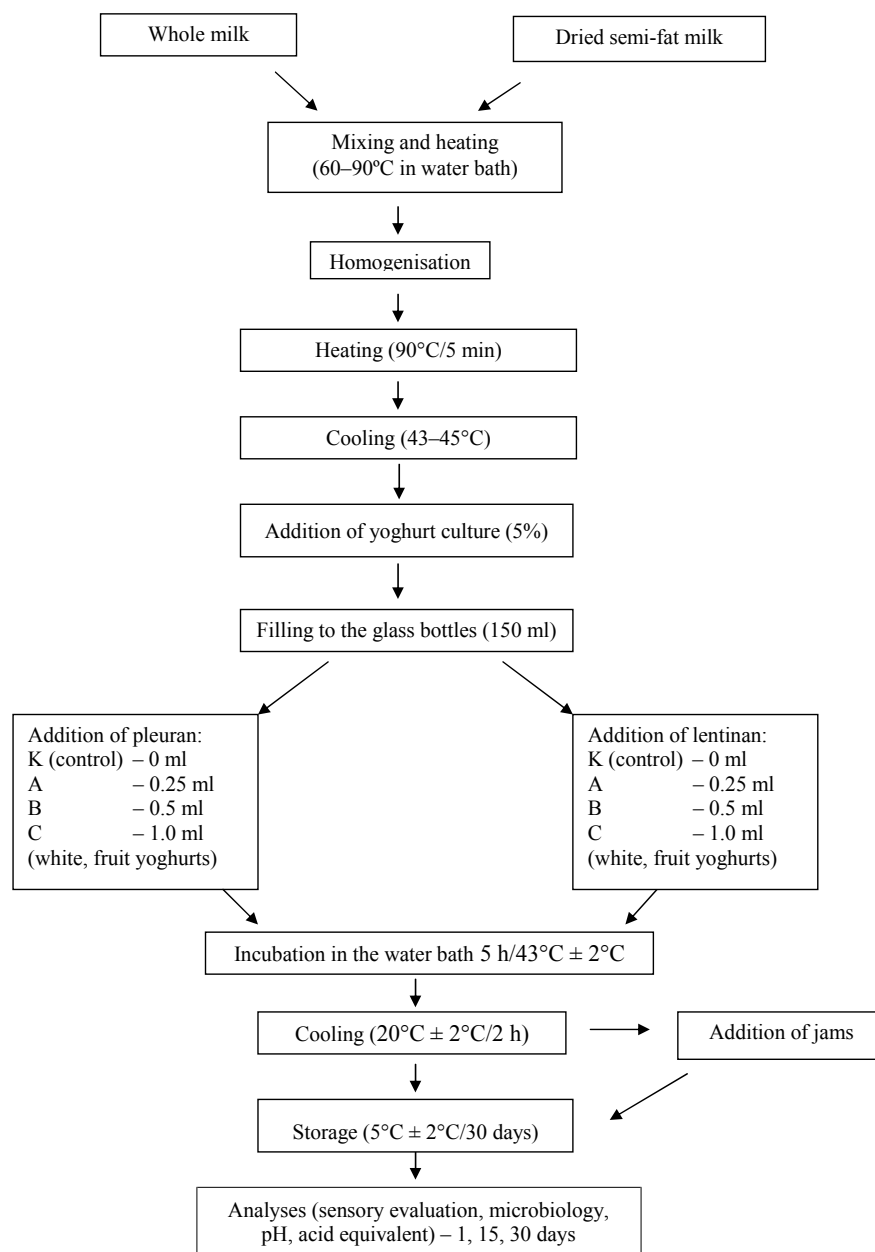 Whole milk
Dried semi-fat milk
Mixing and heating
(60–90ºC in water bath)
Homogenisation
Heating (90°C/5 min)
Cooling (43–45°C)
Addition of yoghurt culture (5%)
Filling to the glass bottles (150 ml)
Addition of pleuran:
K (control) – 0 ml
A – 0.25 ml
B – 0.5 ml
C – 1.0 ml
(white, fruit yoghurts)
Addition of lentinan:
K (control) – 0 ml
A – 0.25 ml
B – 0.5 ml
C – 1.0 ml
(white, fruit yoghurts)
Incubation in the water bath 5 h/43°C ± 2°C
Cooling (20°C ± 2°C/2 h)
Addition of jams
Storage (5°C ± 2°C/30 days)
Analyses (sensory evaluation, microbiology,
pH, acid equivalent) – 1, 15, 30 days